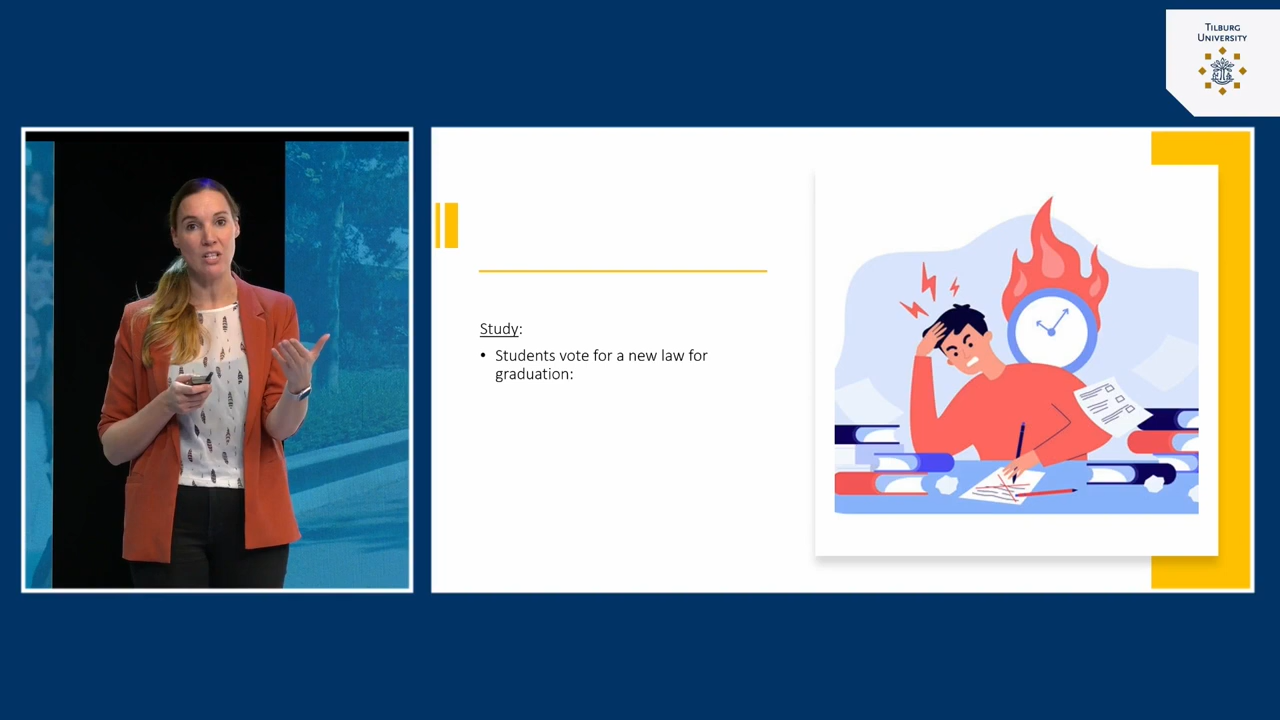 TILBURG
UNIVERSITY
Study:
• Students vote for a new law for
graduation: